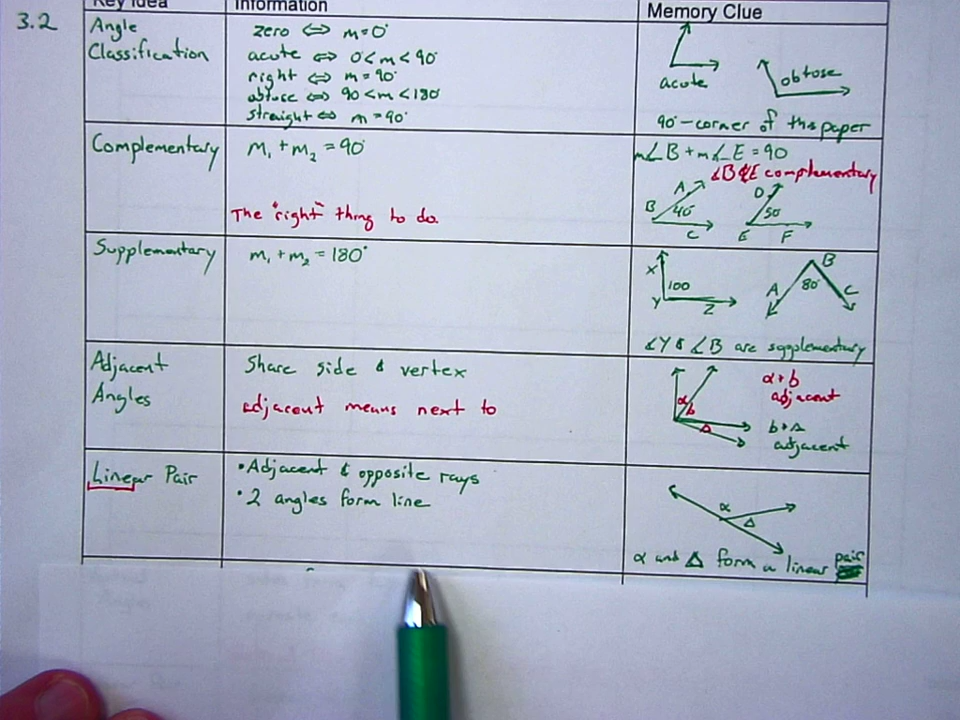 3.2
Key Idea
Information
Memory Clue
Angle
Classification
zero ⇔ m=0°
acute ⇔ 0<m<90°
right ⇔ m=90°
obtuse ⇔ 90<m<180°
straight ⇔ m=90°
acute
obtuse
90°-corner of this paper
Complementary
m₁ + m₂ = 90°
The "right" thing to do.
m∠B + m∠E = 90
∠B & E complementary
A
B
40°
C
D
50
E
F
Supplementary
m₁ + m₂ = 180°
X
100
Y
Z
B
A
80°
C
∠Y & ∠B are sgpplementary
Adjacent
Angles
Share side & vertex
adjacent means next to
α
b
Δ
α + b
adjacent
b + Δ
adjacent
Linear Pair
• Adjacent & opposite rays
• 2 angles form line
α
Δ
α and Δ form a linear pair